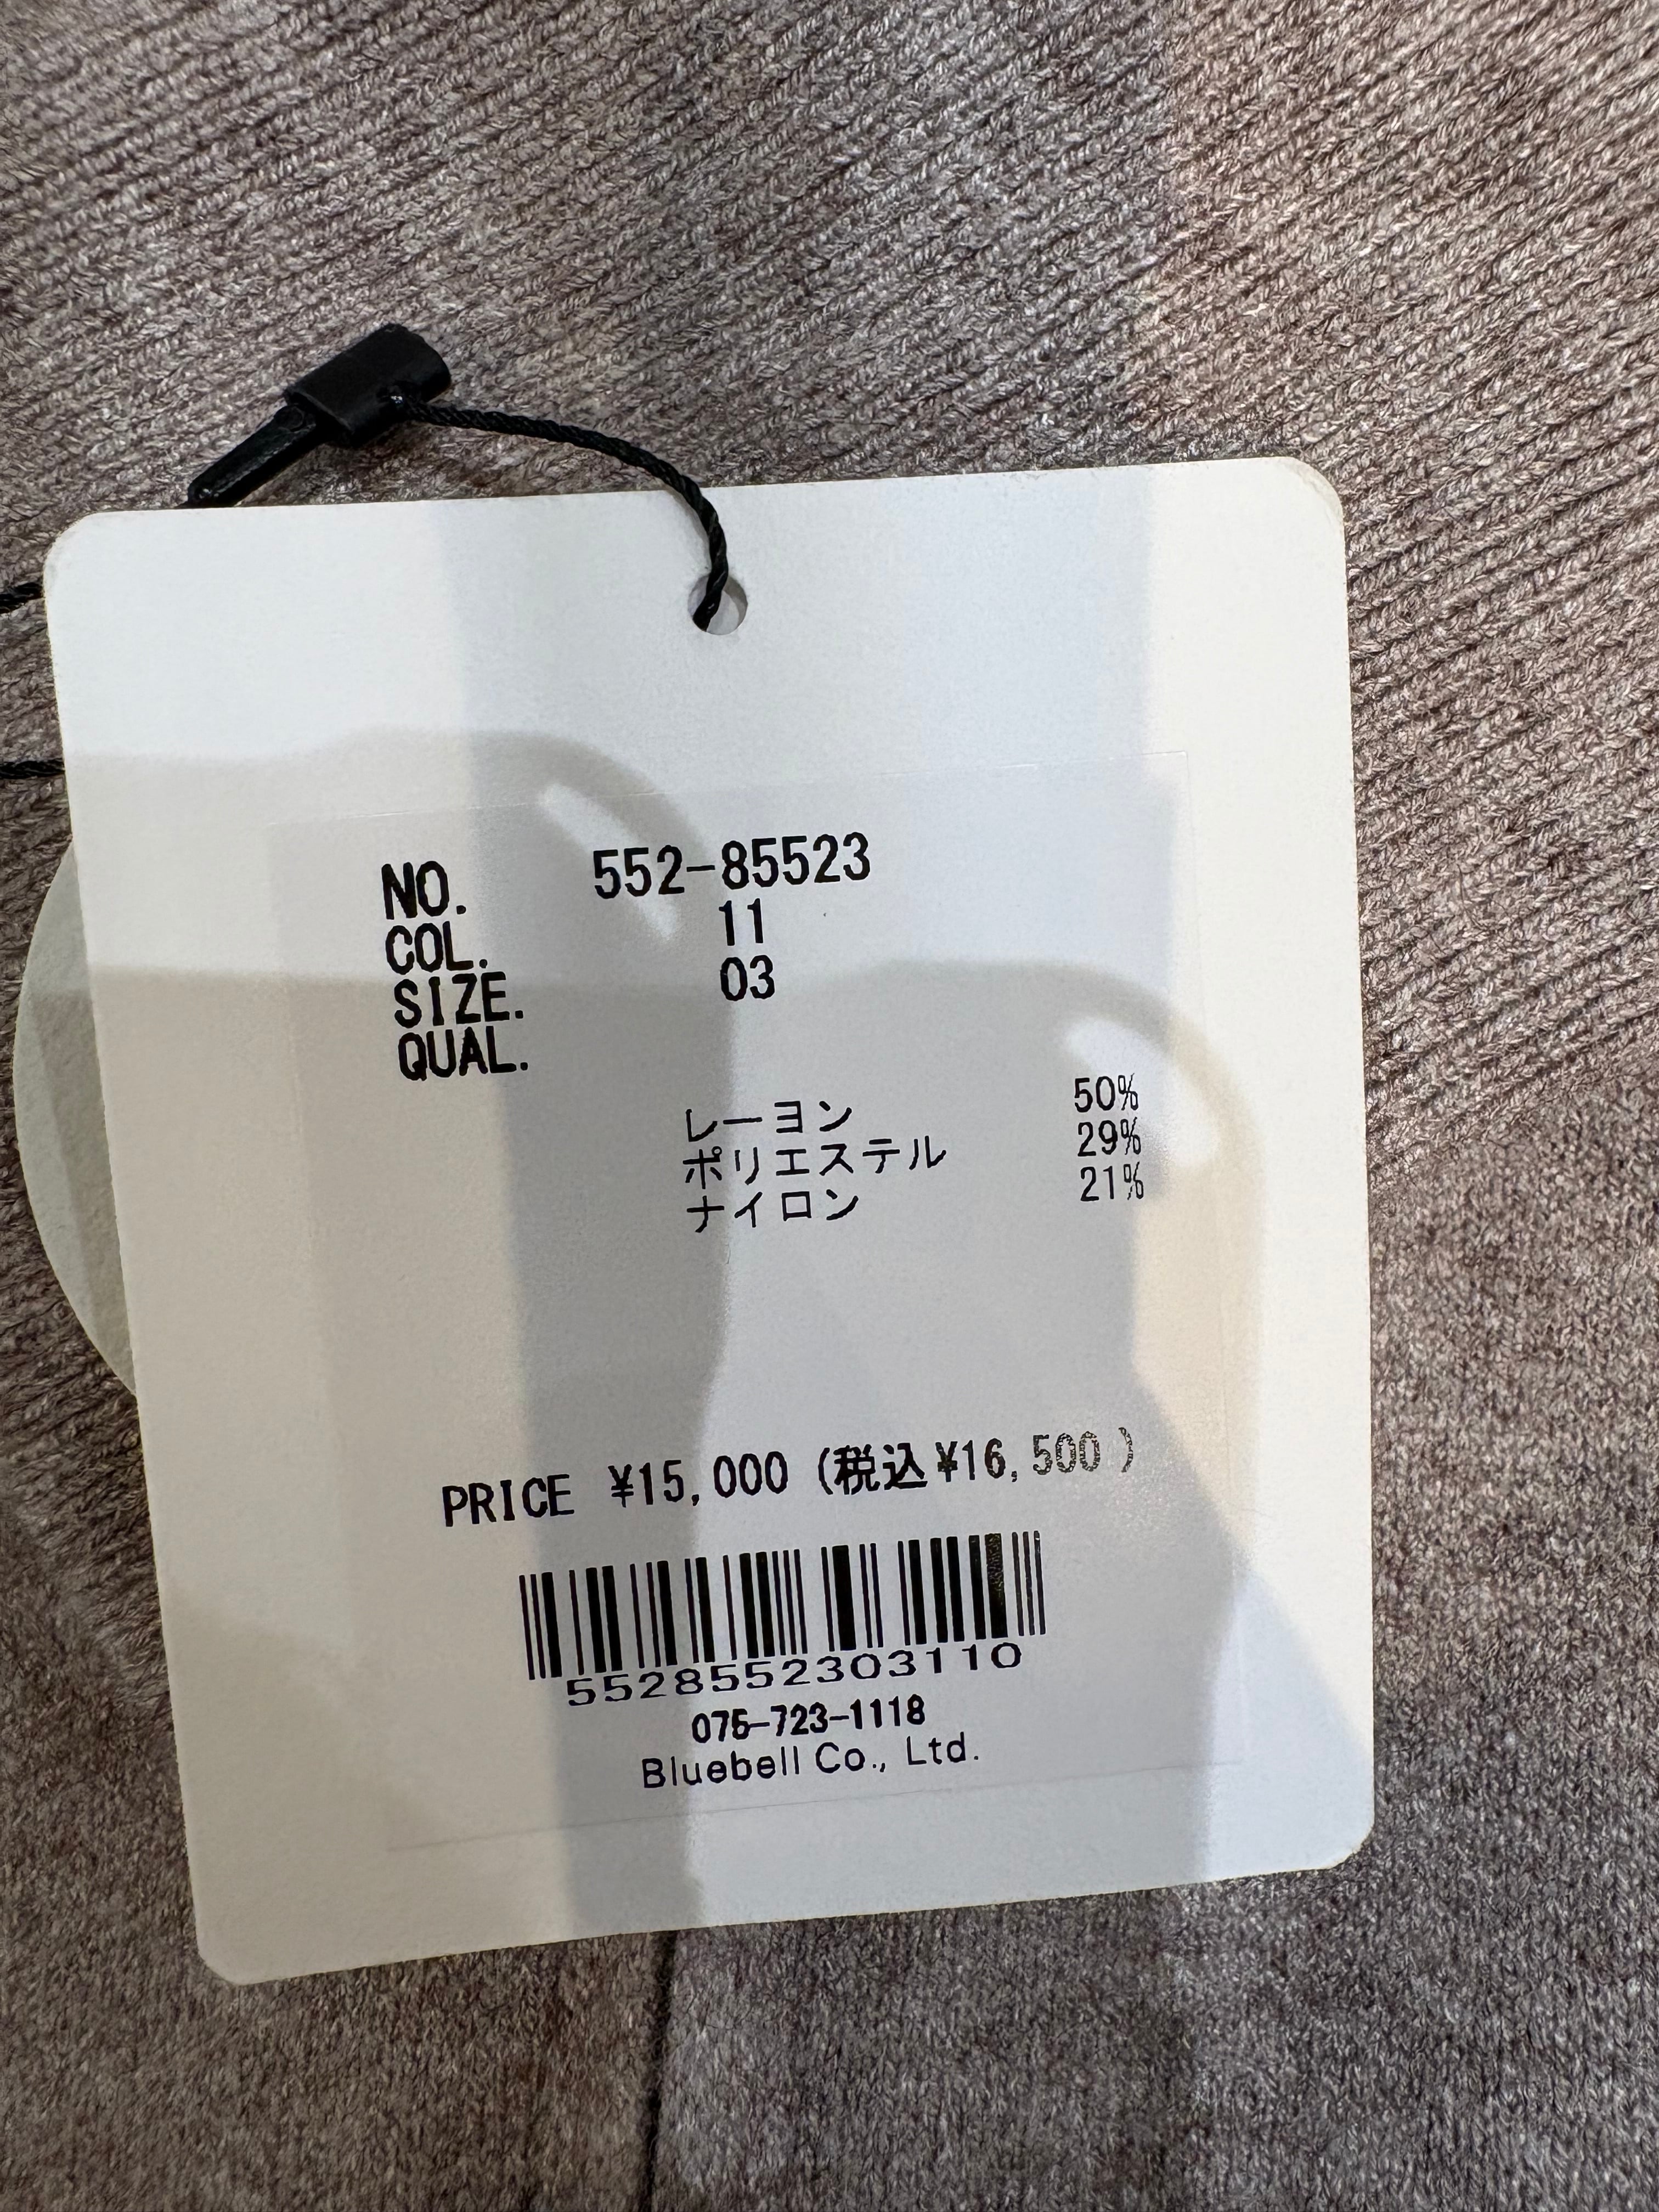 NO. 552-85523
COL. 11
SIZE. 03
QUAL.
レーヨン 50%
ポリエステル 29%
ナイロン 21%
PRICE ¥15,000 (税込¥16,500 )
5528552303110
075-723-1118
Bluebell Co., Ltd.